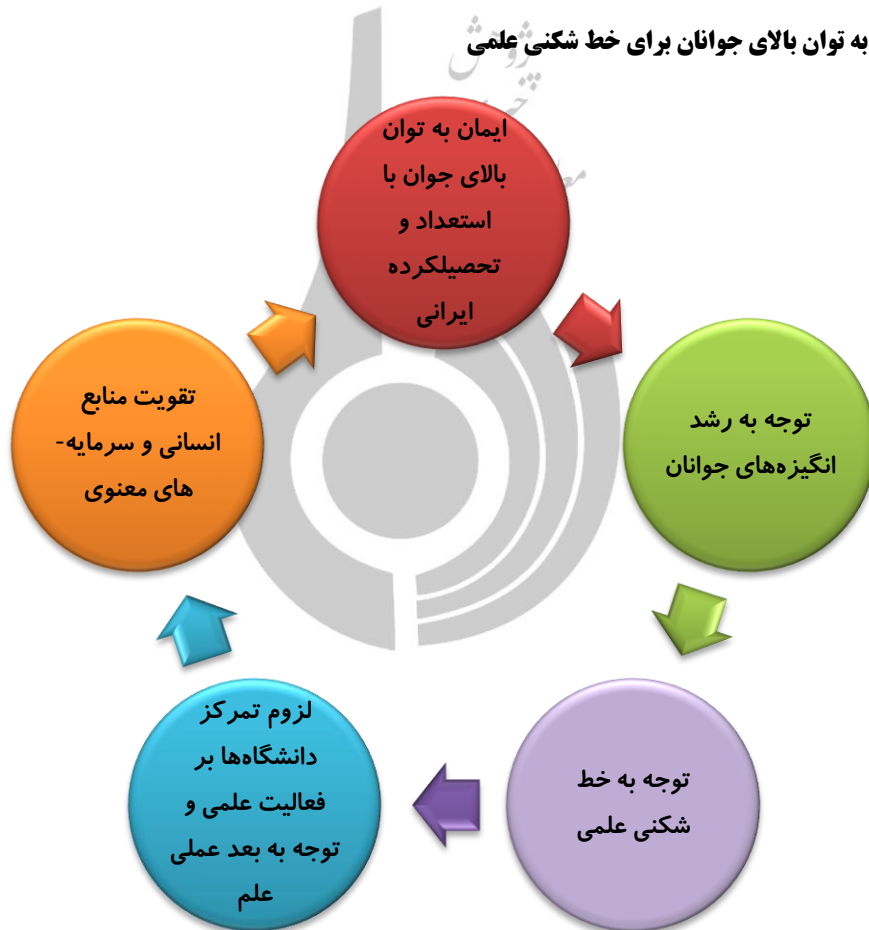 به توان بالای جوانان برای خط شکنی علمی
پژوهش
ایمان به توان
بالای جوان با
استعداد و
تحصیلکرده
ایرانی
توجه به رشد
انگیزه‌های جوانان
توجه به خط
شکنی علمی
لزوم تمرکز
دانشگاه‌ها بر
فعالیت علمی و
توجه به بعد عملی
علم
تقویت منابع
انسانی و سرمایه-
های معنوی